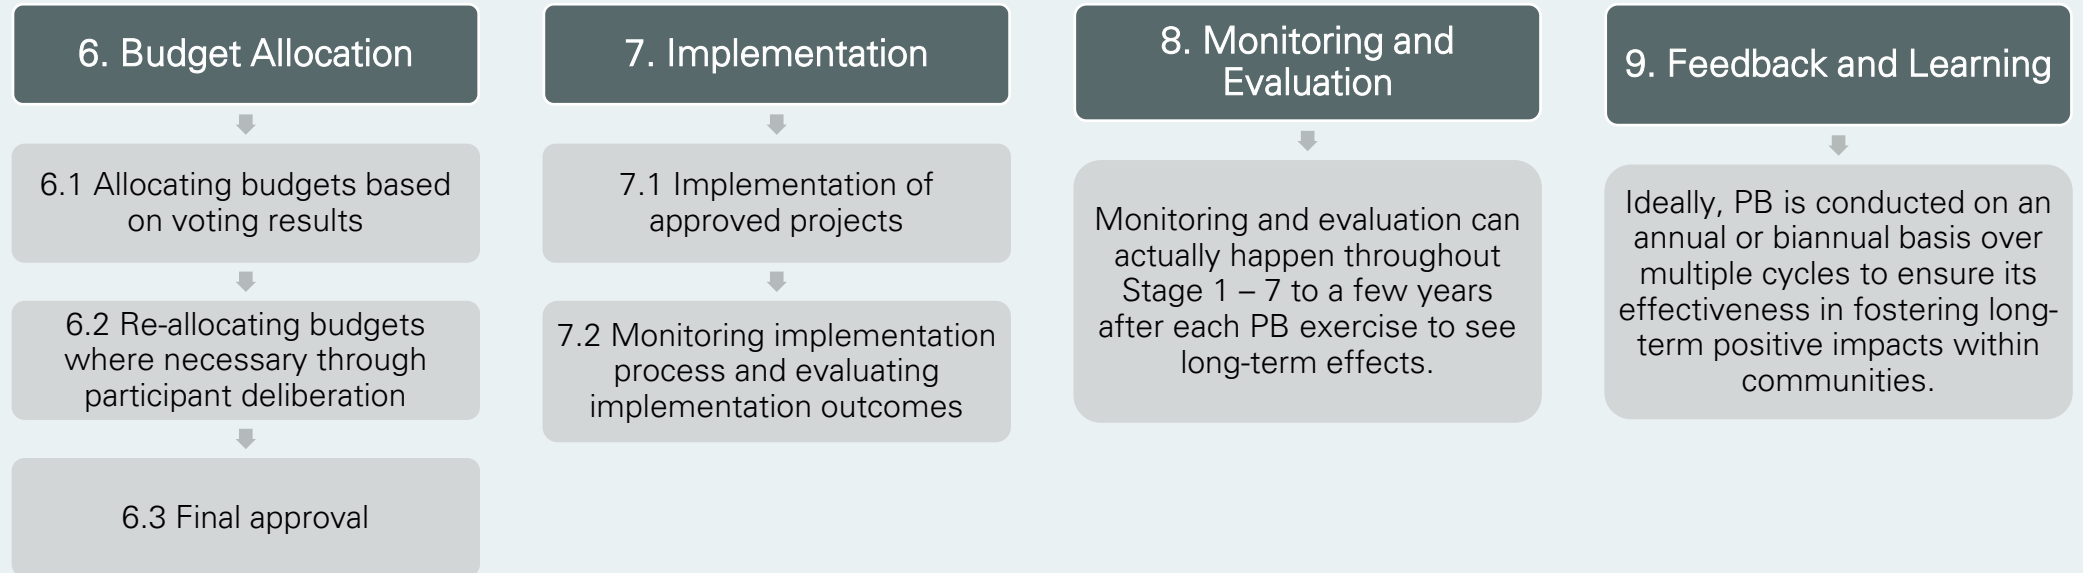 6. Budget Allocation
6.1 Allocating budgets based
on voting results
6.2 Re-allocating budgets
where necessary through
participant deliberation
6.3 Final approval
7. Implementation
7.1 Implementation of
approved projects
7.2 Monitoring implementation
process and evaluating
implementation outcomes
8. Monitoring and
Evaluation
Monitoring and evaluation can
actually happen throughout
Stage 1 – 7 to a few years
after each PB exercise to see
long-term effects.
9. Feedback and Learning
Ideally, PB is conducted on an
annual or biannual basis over
multiple cycles to ensure its
effectiveness in fostering long-
term positive impacts within
communities.